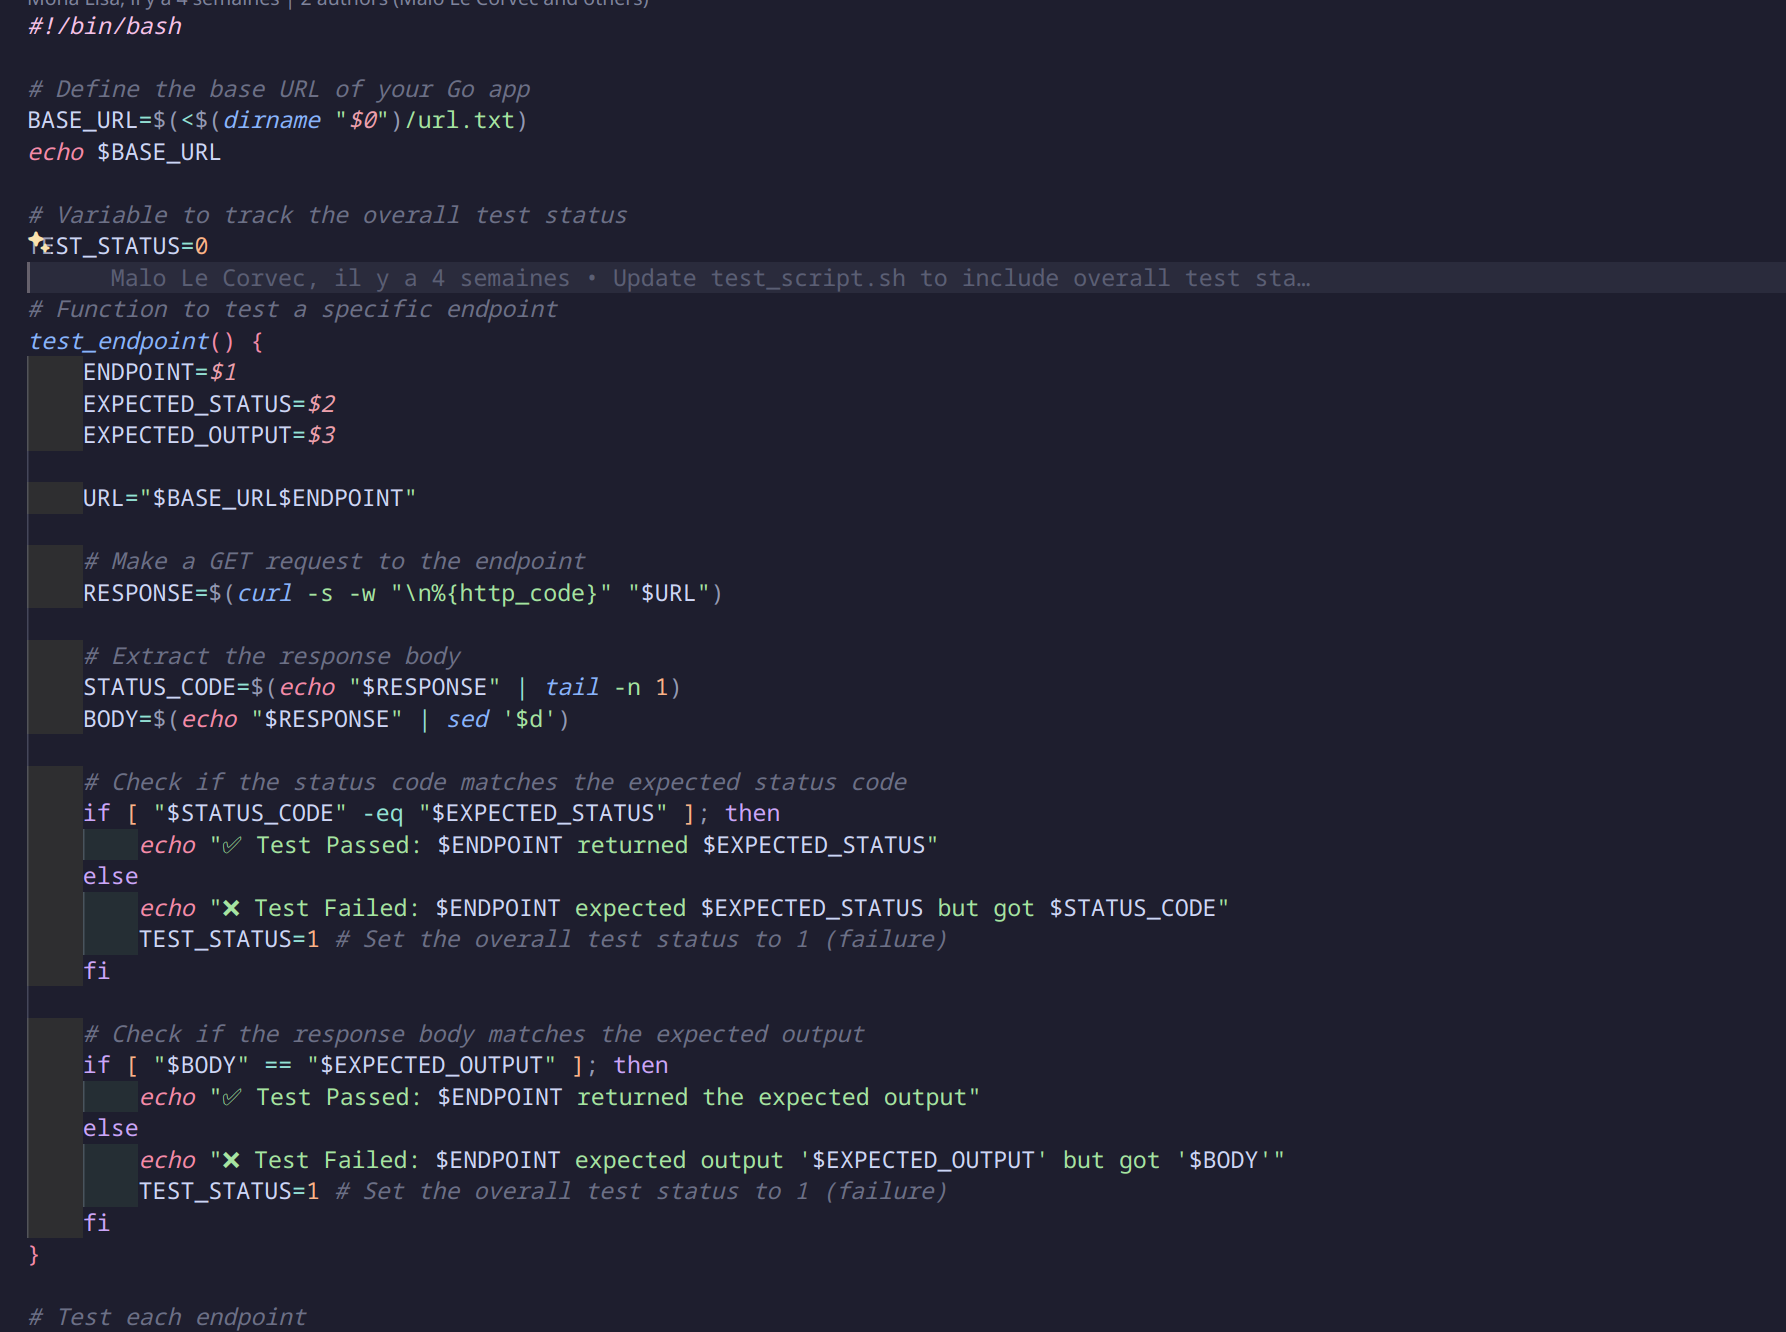 Mona Lisa, il y a 4 semaines | 2 authors (Malo Le Corvec and others)
#!/bin/bash
# Define the base URL of your Go app
BASE_URL=$(<$(dirname "$0")/url.txt)
echo $BASE_URL
# Variable to track the overall test status
TEST_STATUS=0
Malo Le Corvec, il y a 4 semaines • Update test_script.sh to include overall test sta…
# Function to test a specific endpoint
test_endpoint() {
    ENDPOINT=$1
    EXPECTED_STATUS=$2
    EXPECTED_OUTPUT=$3
    URL="$BASE_URL$ENDPOINT"
    # Make a GET request to the endpoint
    RESPONSE=$(curl -s -w "\n%{http_code}" "$URL")
    # Extract the response body
    STATUS_CODE=$(echo "$RESPONSE" | tail -n 1)
    BODY=$(echo "$RESPONSE" | sed '$d')
    # Check if the status code matches the expected status code
    if [ "$STATUS_CODE" -eq "$EXPECTED_STATUS" ]; then
        echo "✅ Test Passed: $ENDPOINT returned $EXPECTED_STATUS"
    else
        echo "❌ Test Failed: $ENDPOINT expected $EXPECTED_STATUS but got $STATUS_CODE"
        TEST_STATUS=1 # Set the overall test status to 1 (failure)
    fi
    # Check if the response body matches the expected output
    if [ "$BODY" == "$EXPECTED_OUTPUT" ]; then
        echo "✅ Test Passed: $ENDPOINT returned the expected output"
    else
        echo "❌ Test Failed: $ENDPOINT expected output '$EXPECTED_OUTPUT' but got '$BODY'"
        TEST_STATUS=1 # Set the overall test status to 1 (failure)
    fi
}
# Test each endpoint